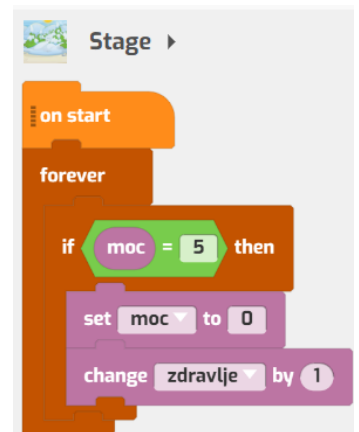 Stage
on start
forever
if moc = 5 then
set moc to 0
change zdravlje by 1